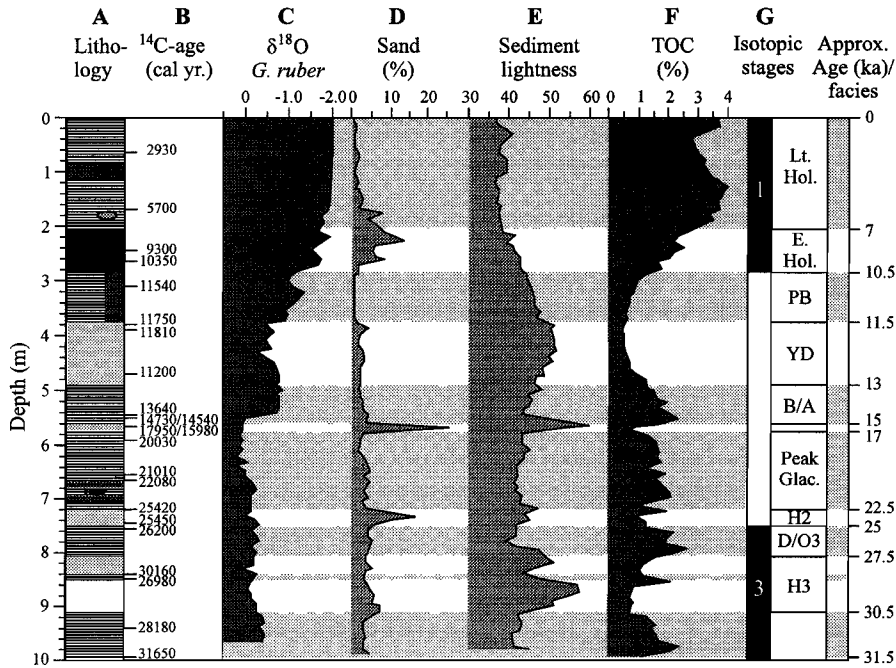 A B C D E F G
Litho-
logy
¹⁴C-age
(cal yr.)
δ¹⁸O
G. ruber
Sand
(%)
Sediment
lightness
TOC
(%)
Isotopic
stages
Approx.
Age (ka)/
facies
0 -1.0 -2.0
0 10 20 30
40 50 60
0 1 2 3 4
Depth (m)
0
1
2
3
4
5
6
7
8
9
10
2930
5700
9300
10350
11540
11750
11810
11200
13640
14730/14540
17250/15980
20030
21010
22080
25420
25450
26200
30160
26980
28180
31650
1
3
Lt.
Hol.
E.
Hol.
PB
YD
B/A
Peak
Glac.
H2
D/O3
H3
0
7
10.5
11.5
13
15
17
22.5
25
27.5
30.5
31.5